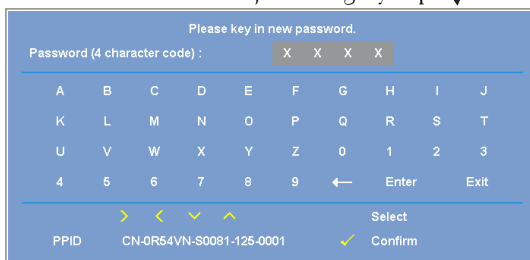 Please key in new password.
Password (4 character code) : X X X X
A B C D E F G H I J
K L M N O P Q R S T
U V W X Y Z 0 1 2 3
4 5 6 7 8 9 ← Enter Exit
Select
PPID CN-0R54VN-S0081-125-0001 ✓ Confirm